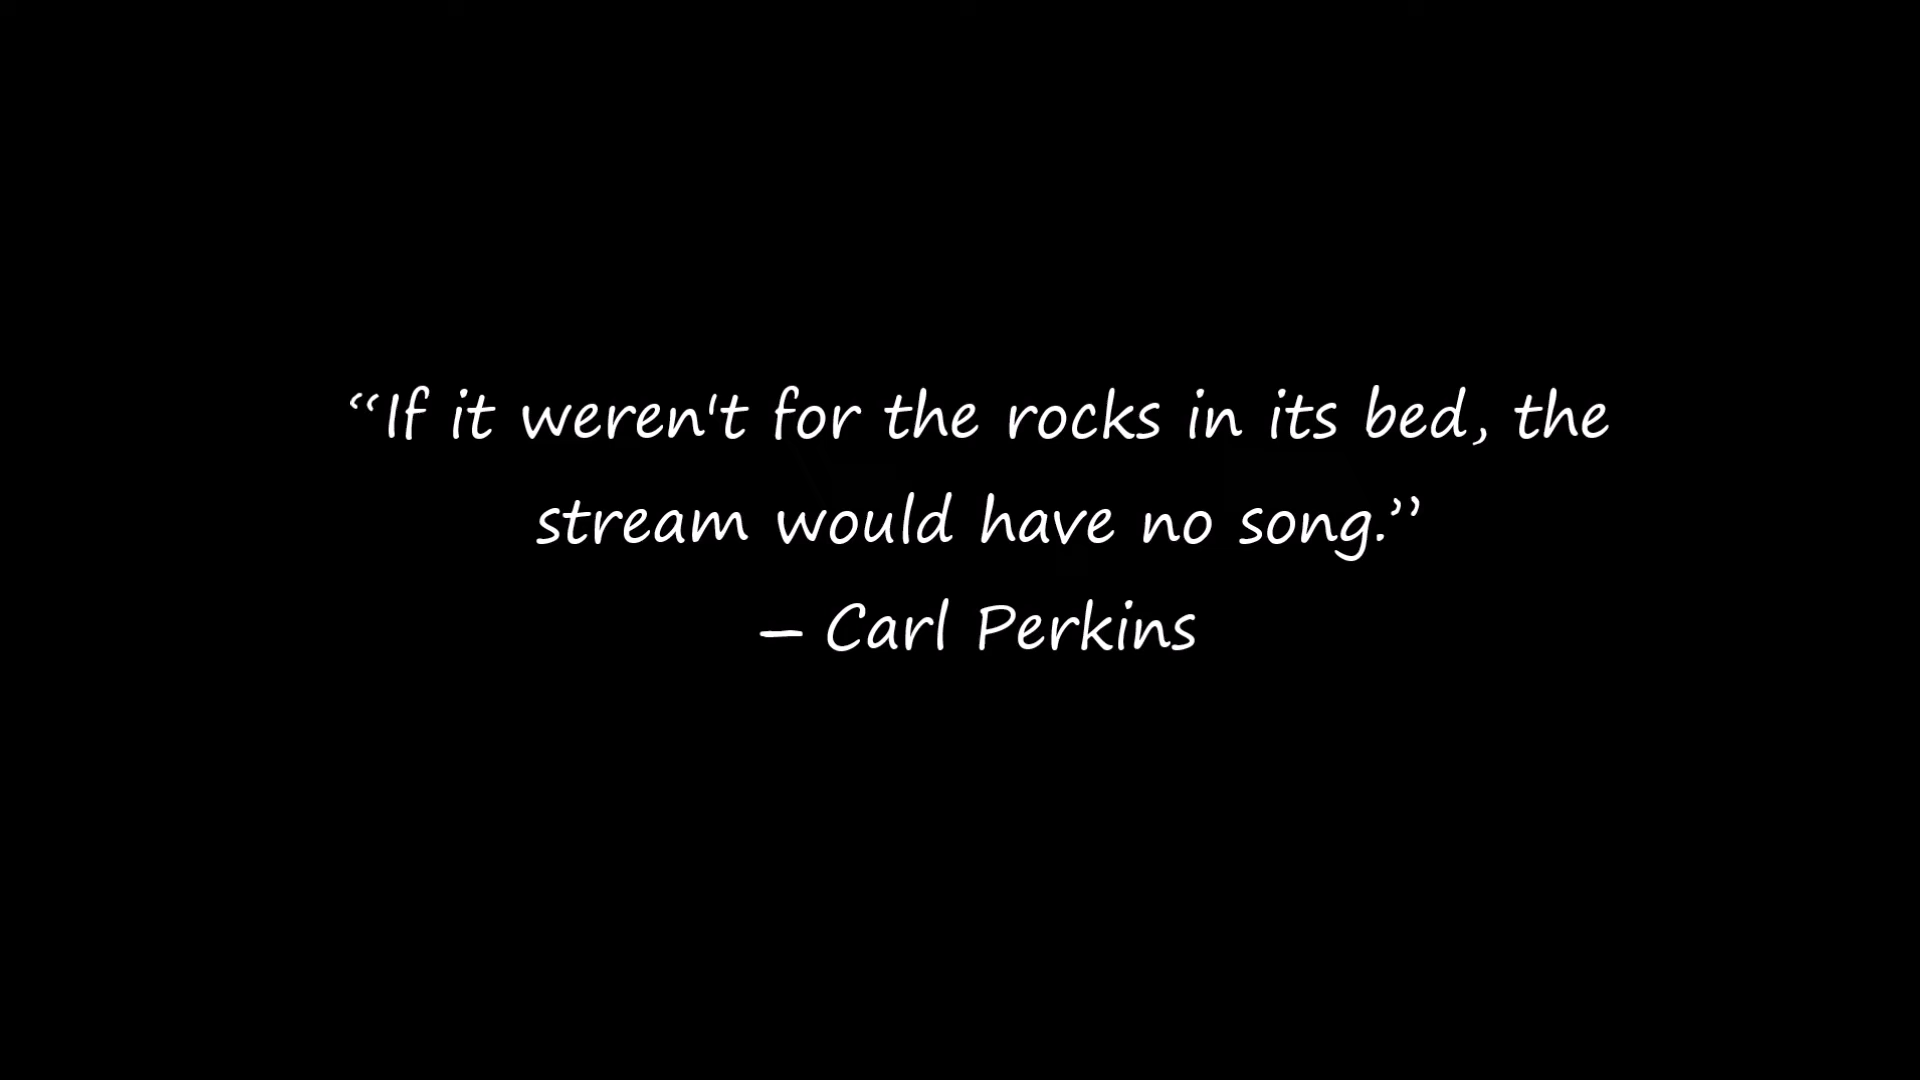 “If it weren't for the rocks in its bed, the
stream would have no song.”
— Carl Perkins